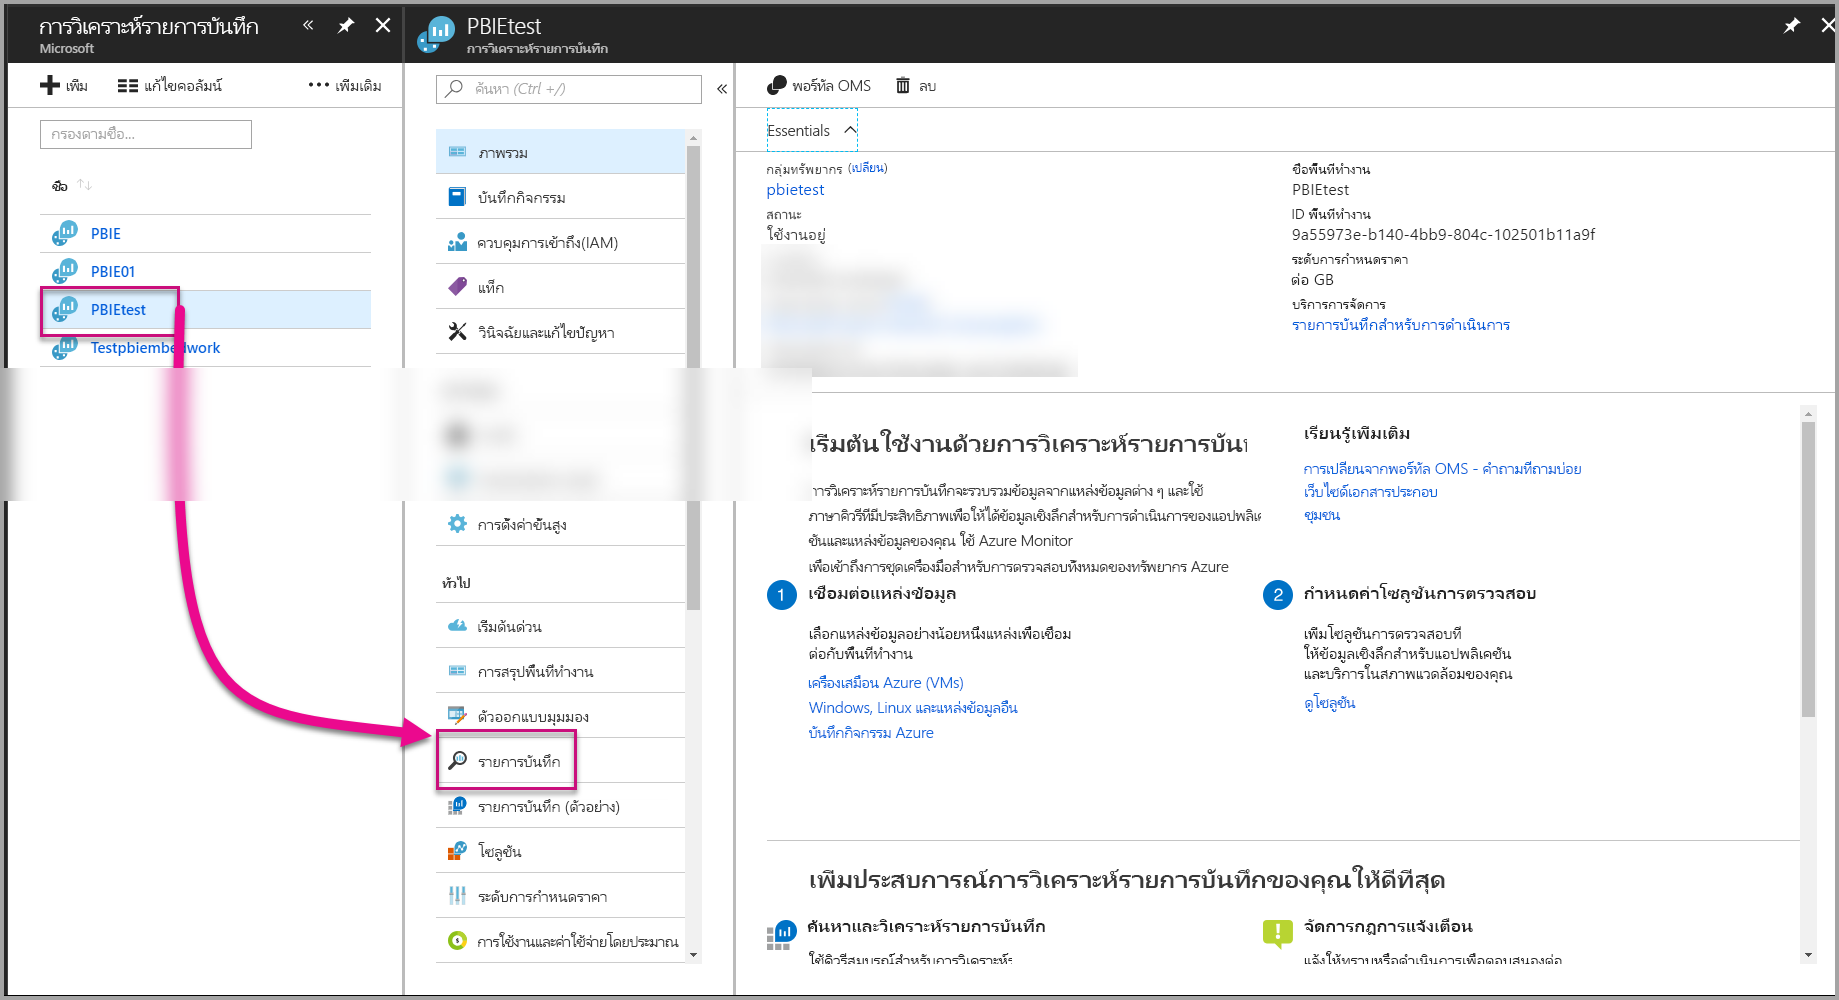 การวิเคราะห์รายการบันทึก
Microsoft
เพิ่ม
แก้ไขคอลัมน์
เพิ่มเติม
กรองตามชื่อ...
ชื่อ
PBIE
PBIE01
PBIEtest
Testpbiembedwork
PBIEtest
การวิเคราะห์รายการบันทึก
ค้นหา (Ctrl +/)
ภาพรวม
บันทึกกิจกรรม
ควบคุมการเข้าถึง(IAM)
แท็ก
วินิจฉัยและแก้ไขปัญหา
การตั้งค่าขั้นสูง
ทั่วไป
เริ่มต้นด่วน
การสรุปพื้นที่ทำงาน
ตัวออกแบบมุมมอง
รายการบันทึก
รายการบันทึก (ตัวอย่าง)
โซลูชัน
ระดับการกำหนดราคา
การใช้งานและค่าใช้จ่ายโดยประมาณ
พอร์ทัล OMS
ลบ
Essentials
กลุ่มทรัพยากร (เปลี่ยน)
pbietest
สถานะ
ใช้งานอยู่
ชื่อพื้นที่ทำงาน
PBIEtest
ID พื้นที่ทำงาน
9a55973e-b140-4bb9-804c-102501b11a9f
ระดับการกำหนดราคา
ต่อ GB
บริการการจัดการ
รายการบันทึกสำหรับการดำเนินการ
เริ่มต้นใช้งานด้วยการวิเคราะห์รายการบัน
การวิเคราะห์รายการบันทึกจะรวบรวมข้อมูลจากแหล่งข้อมูลต่าง ๆ และใช้
ภาษาคิวรีที่มีประสิทธิภาพเพื่อให้ได้ข้อมูลเชิงลึกสำหรับการดำเนินการของแอปพลิเค
ชันและแหล่งข้อมูลของคุณ ใช้ Azure Monitor
เพื่อเข้าถึงการชุดเครื่องมือสำหรับการตรวจสอบทั้งหมดของทรัพยากร Azure
เรียนรู้เพิ่มเติม
การเปลี่ยนจากพอร์ทัล OMS - คำถามที่ถามบ่อย
เว็บไซต์เอกสารประกอบ
ชุมชน
1 เชื่อมต่อแหล่งข้อมูล
เลือกแหล่งข้อมูลอย่างน้อยหนึ่งแหล่งเพื่อเชื่อม
ต่อกับพื้นที่ทำงาน
เครื่องเสมือน Azure (VMs)
Windows, Linux และแหล่งข้อมูลอื่น
บันทึกกิจกรรม Azure
2 กำหนดค่าโซลูชันการตรวจสอบ
เพิ่มโซลูชันการตรวจสอบที่
ให้ข้อมูลเชิงลึกสำหรับแอปพลิเคชัน
และบริการในสภาพแวดล้อมของคุณ
ดูโซลูชัน
เพิ่มประสบการณ์การวิเคราะห์รายการบันทึกของคุณให้ดีที่สุด
ค้นหาและวิเคราะห์รายการบันทึก
ใช้คิวรีสมบูรณ์สำหรับการวิเคราะห์
จัดการกฎการแจ้งเตือน
แจ้งให้ทราบหรือดำเนินการเพื่อตอบสนองต่อ